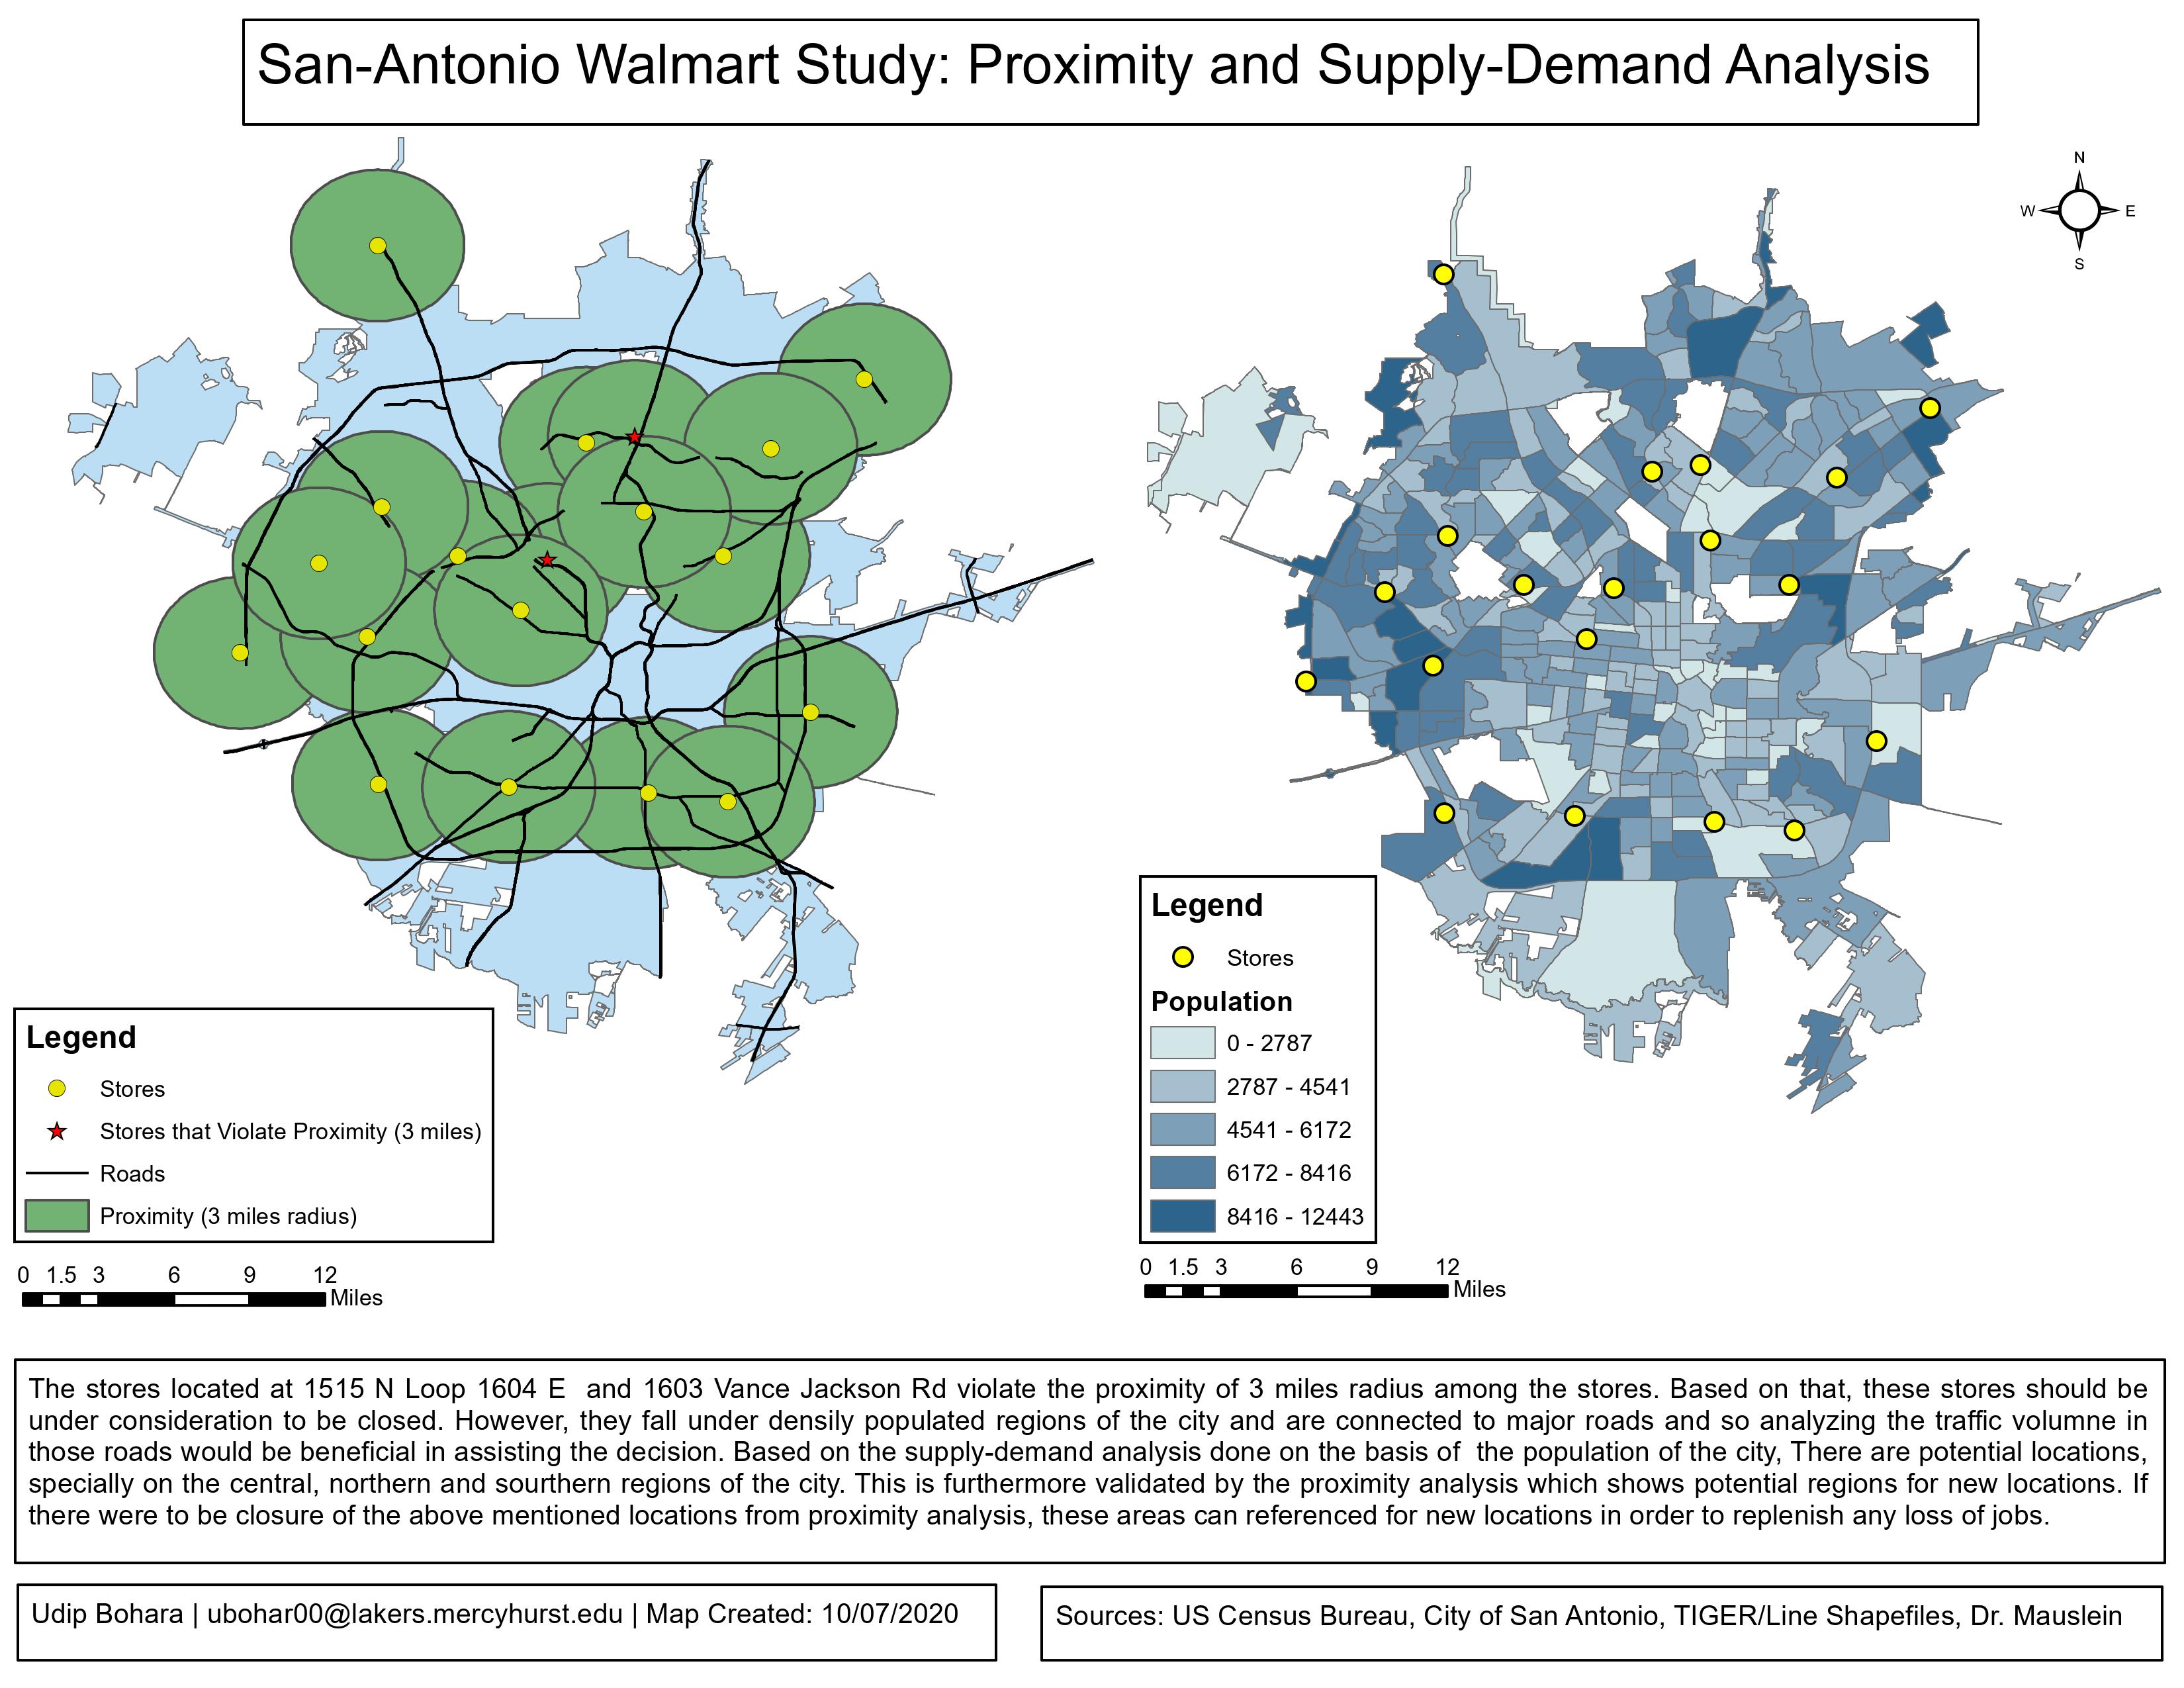 San-Antonio Walmart Study: Proximity and Supply-Demand Analysis
N
W
E
S
Legend
Stores
Stores that Violate Proximity (3 miles)
Roads
Proximity (3 miles radius)
0 1.5 3 6 9 12
Miles
Legend
Stores
Population
0 - 2787
2787 - 4541
4541 - 6172
6172 - 8416
8416 - 12443
0 1.5 3 6 9 12
Miles
The stores located at 1515 N Loop 1604 E and 1603 Vance Jackson Rd violate the proximity of 3 miles radius among the stores. Based on that, these stores should be
under consideration to be closed. However, they fall under densily populated regions of the city and are connected to major roads and so analyzing the traffic volumne in
those roads would be beneficial in assisting the decision. Based on the supply-demand analysis done on the basis of the population of the city, There are potential locations,
specially on the central, northern and sourthern regions of the city. This is furthermore validated by the proximity analysis which shows potential regions for new locations. If
there were to be closure of the above mentioned locations from proximity analysis, these areas can referenced for new locations in order to replenish any loss of jobs.
Udip Bohara | ubohar00@lakers.mercyhurst.edu | Map Created: 10/07/2020
Sources: US Census Bureau, City of San Antonio, TIGER/Line Shapefiles, Dr. Mauslein